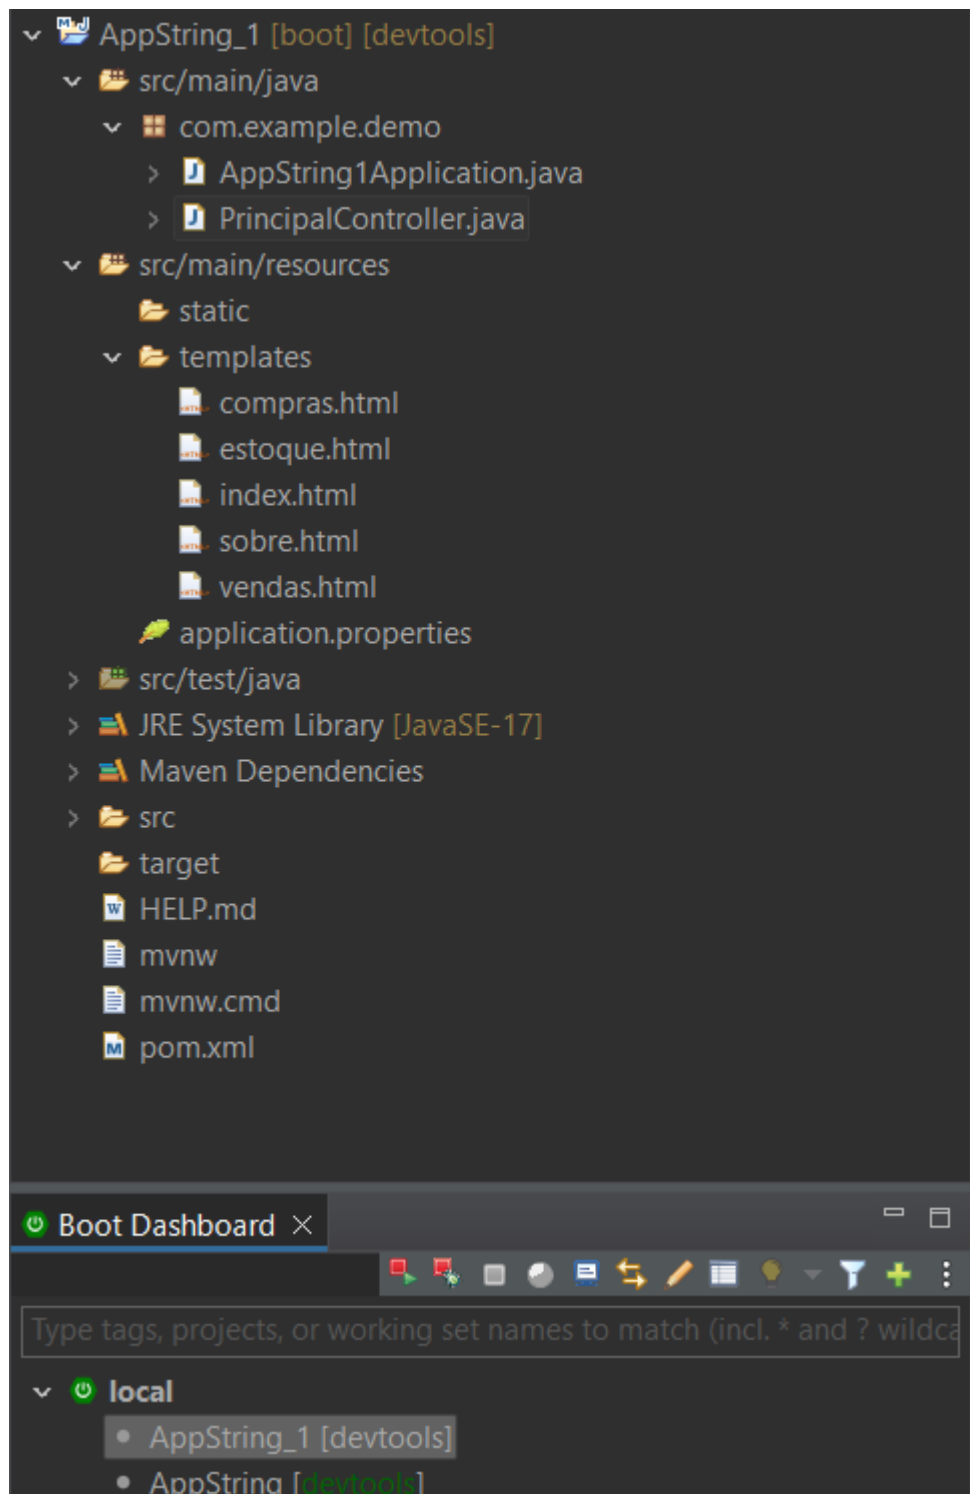 AppString_1 [boot] [devtools]
src/main/java
com.example.demo
AppString1Application.java
PrincipalController.java
src/main/resources
static
templates
compras.html
estoque.html
index.html
sobre.html
vendas.html
application.properties
src/test/java
JRE System Library [JavaSE-17]
Maven Dependencies
src
target
HELP.md
mvnw
mvnw.cmd
pom.xml
Boot Dashboard
Type tags, projects, or working set names to match (incl. * and ? wildca
local
AppString_1 [devtools]
AppString [devtools]